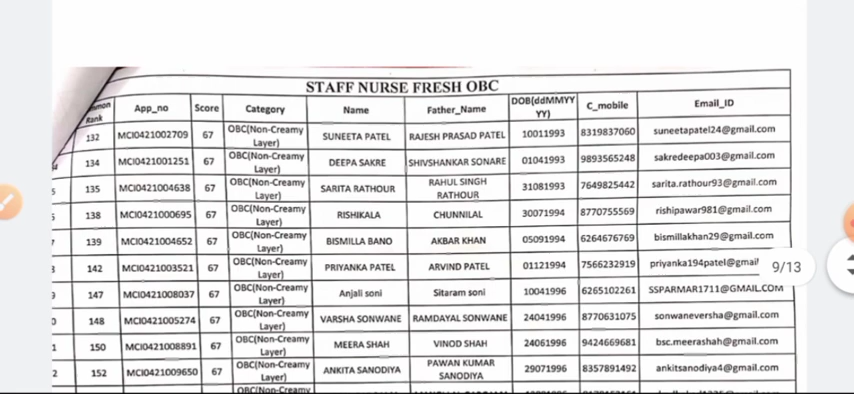 STAFF NURSE FRESH OBC
Rank App_no Score Category Name Father_Name DOB(ddMMYYYY) C_mobile Email_ID
132 MCI0421002709 67 OBC(Non-Creamy Layer) SUNEETA PATEL RAJESH PRASAD PATEL 10011993 8319837060 suneetapatel24@gmail.com
134 MCI0421001251 67 OBC(Non-Creamy Layer) DEEPA SAKRE SHIVSHANKAR SONARE 01041993 9893565248 sakredeepa003@gmail.com
135 MCI0421004638 67 OBC(Non-Creamy Layer) SARITA RATHOUR RAHUL SINGH RATHOUR 31081993 7649825442 sarita.rathour93@gmail.com
138 MCI0421000695 67 OBC(Non-Creamy Layer) RISHIKALA CHUNNILAL 30071994 8770755569 rishipawar981@gmail.com
139 MCI0421004652 67 OBC(Non-Creamy Layer) BISMILLA BANO AKBAR KHAN 05091994 6264676769 bismillakhan29@gmail.com
142 MCI0421003521 67 OBC(Non-Creamy Layer) PRIYANKA PATEL ARVIND PATEL 01121994 7566232919 priyanka194patel@gmail
9/13
147 MCI0421008037 67 OBC(Non-Creamy Layer) Anjali soni Sitaram soni 10041996 6265102261 SSPARMAR1711@GMAIL.COM
148 MCI0421005274 67 OBC(Non-Creamy Layer) VARSHA SONWANE RAMDAYAL SONWANE 24041996 8770631075 sonwaneversha@gmail.com
150 MCI0421008891 67 OBC(Non-Creamy Layer) MEERA SHAH VINOD SHAH 24061996 9424669681 bsc.meerashah@gmail.com
152 MCI0421009650 67 OBC(Non-Creamy Layer) ANKITA SANODIYA PAWAN KUMAR SANODIYA 29071996 8357891492 ankitsanodiya4@gmail.com
OBC(Non-Creamy